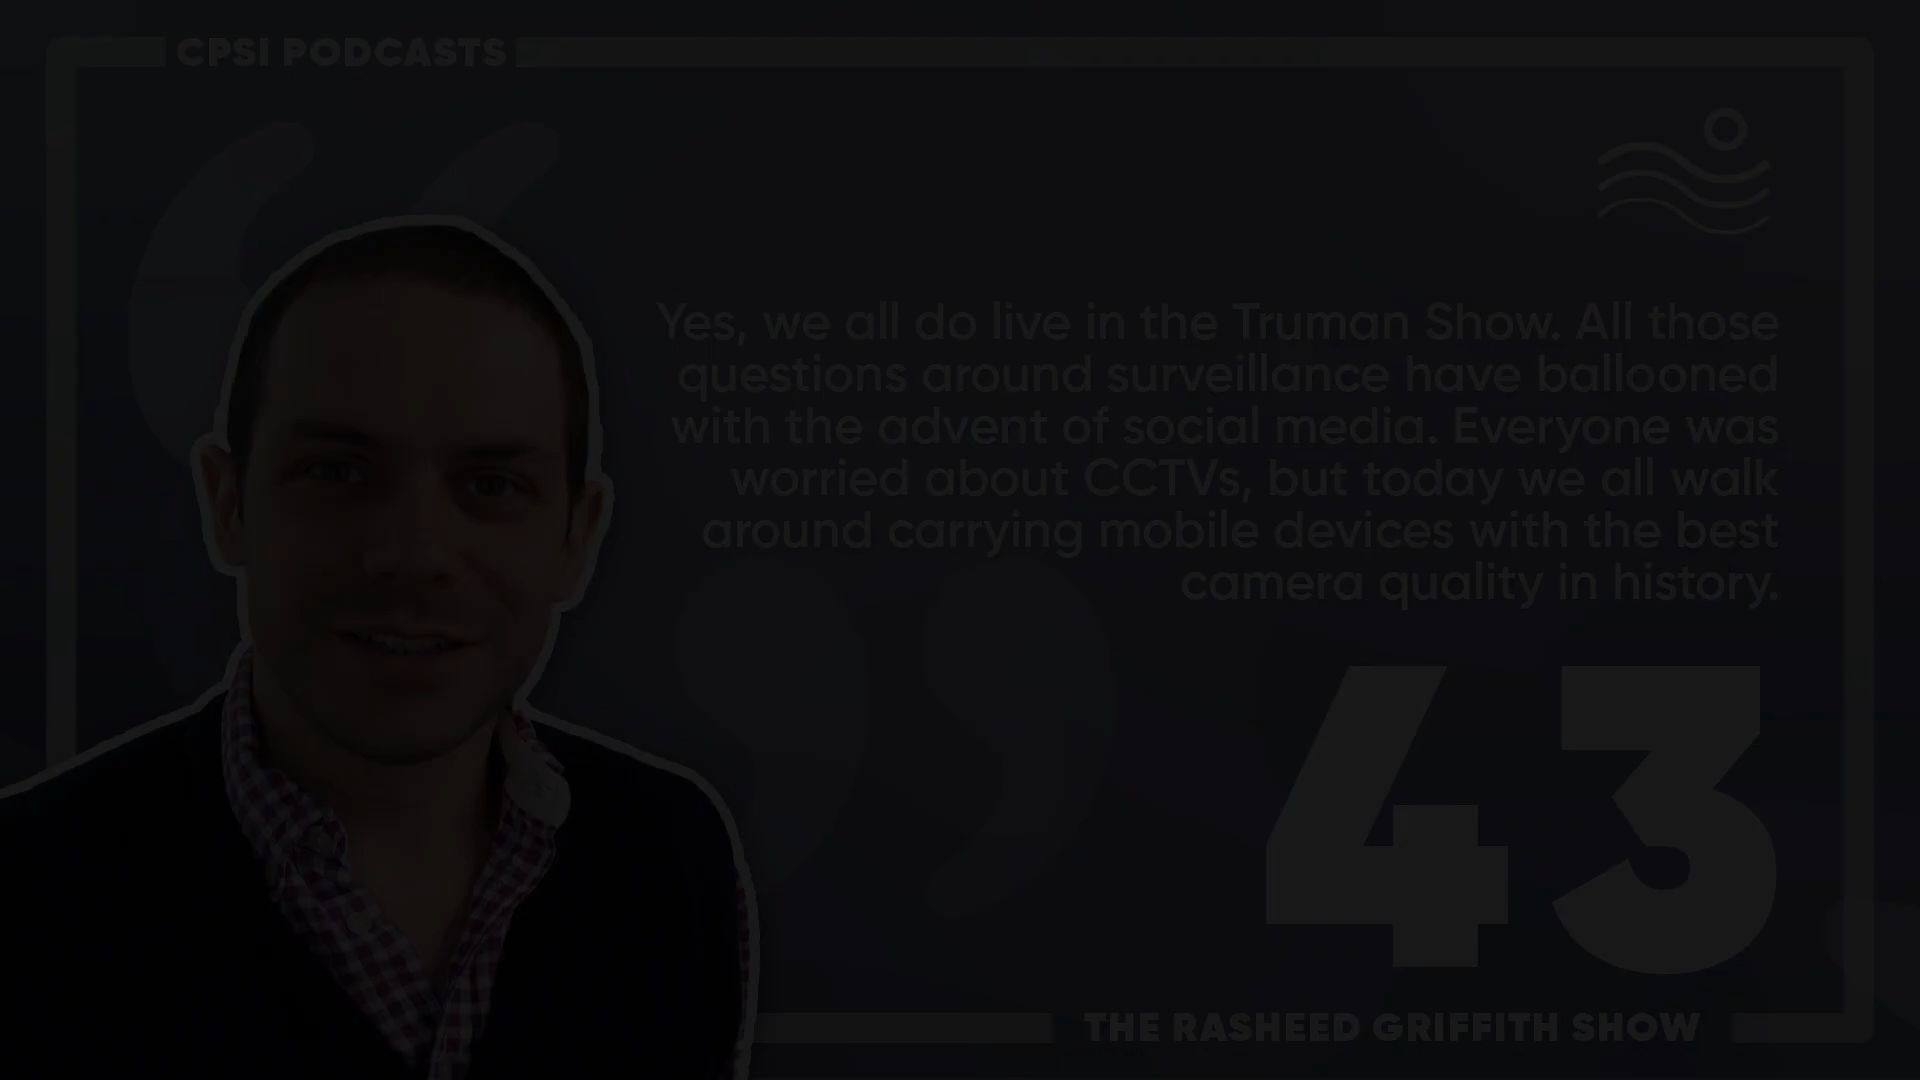 CPSI PODCASTS
Yes, we all do live in the Truman Show. All those
questions around surveillance have ballooned
with the advent of social media. Everyone was
worried about CCTVs, but today we all walk
around carrying mobile devices with the best
camera quality in history.
43
THE RASHEED GRIFFITH SHOW